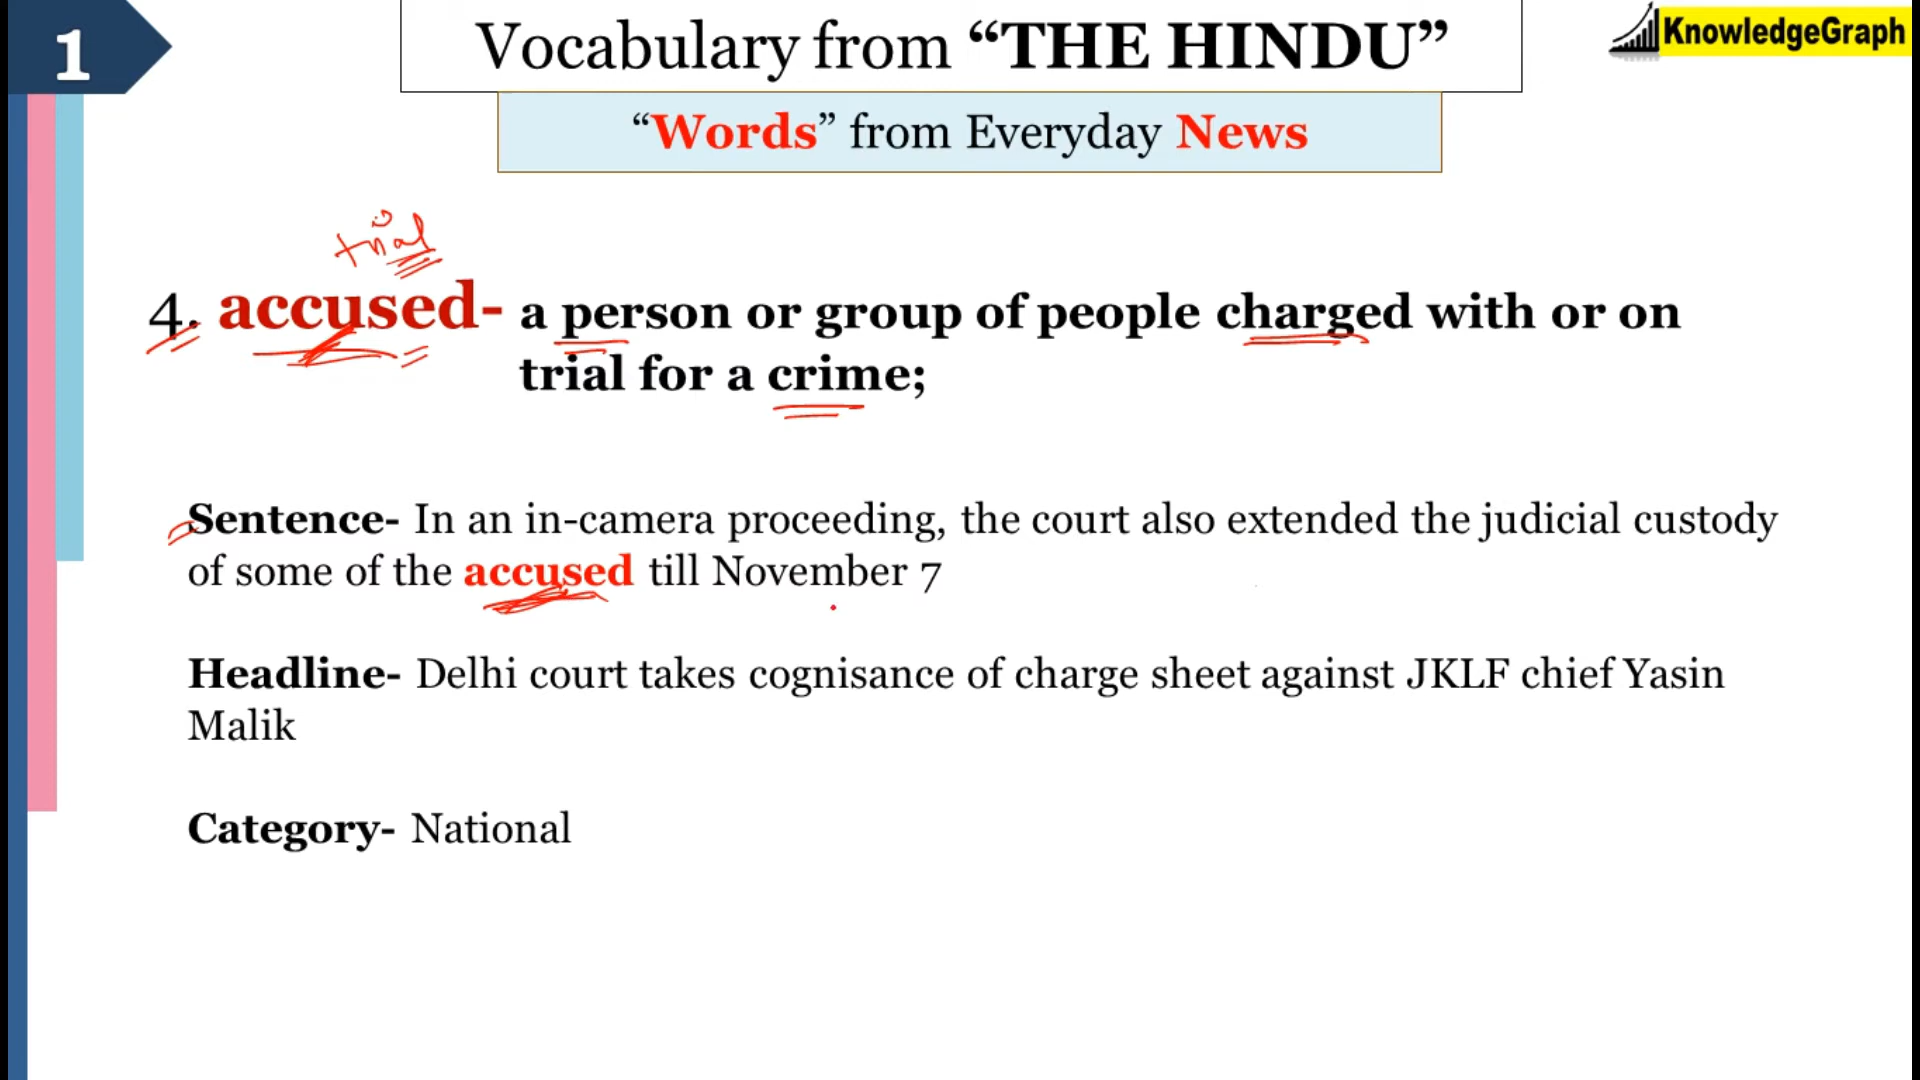 1
Vocabulary from “THE HINDU”
KnowledgeGraph
“Words” from Everyday News
trial
4. accused- a person or group of people charged with or on
trial for a crime;
Sentence- In an in-camera proceeding, the court also extended the judicial custody
of some of the accused till November 7
Headline- Delhi court takes cognisance of charge sheet against JKLF chief Yasin
Malik
Category- National